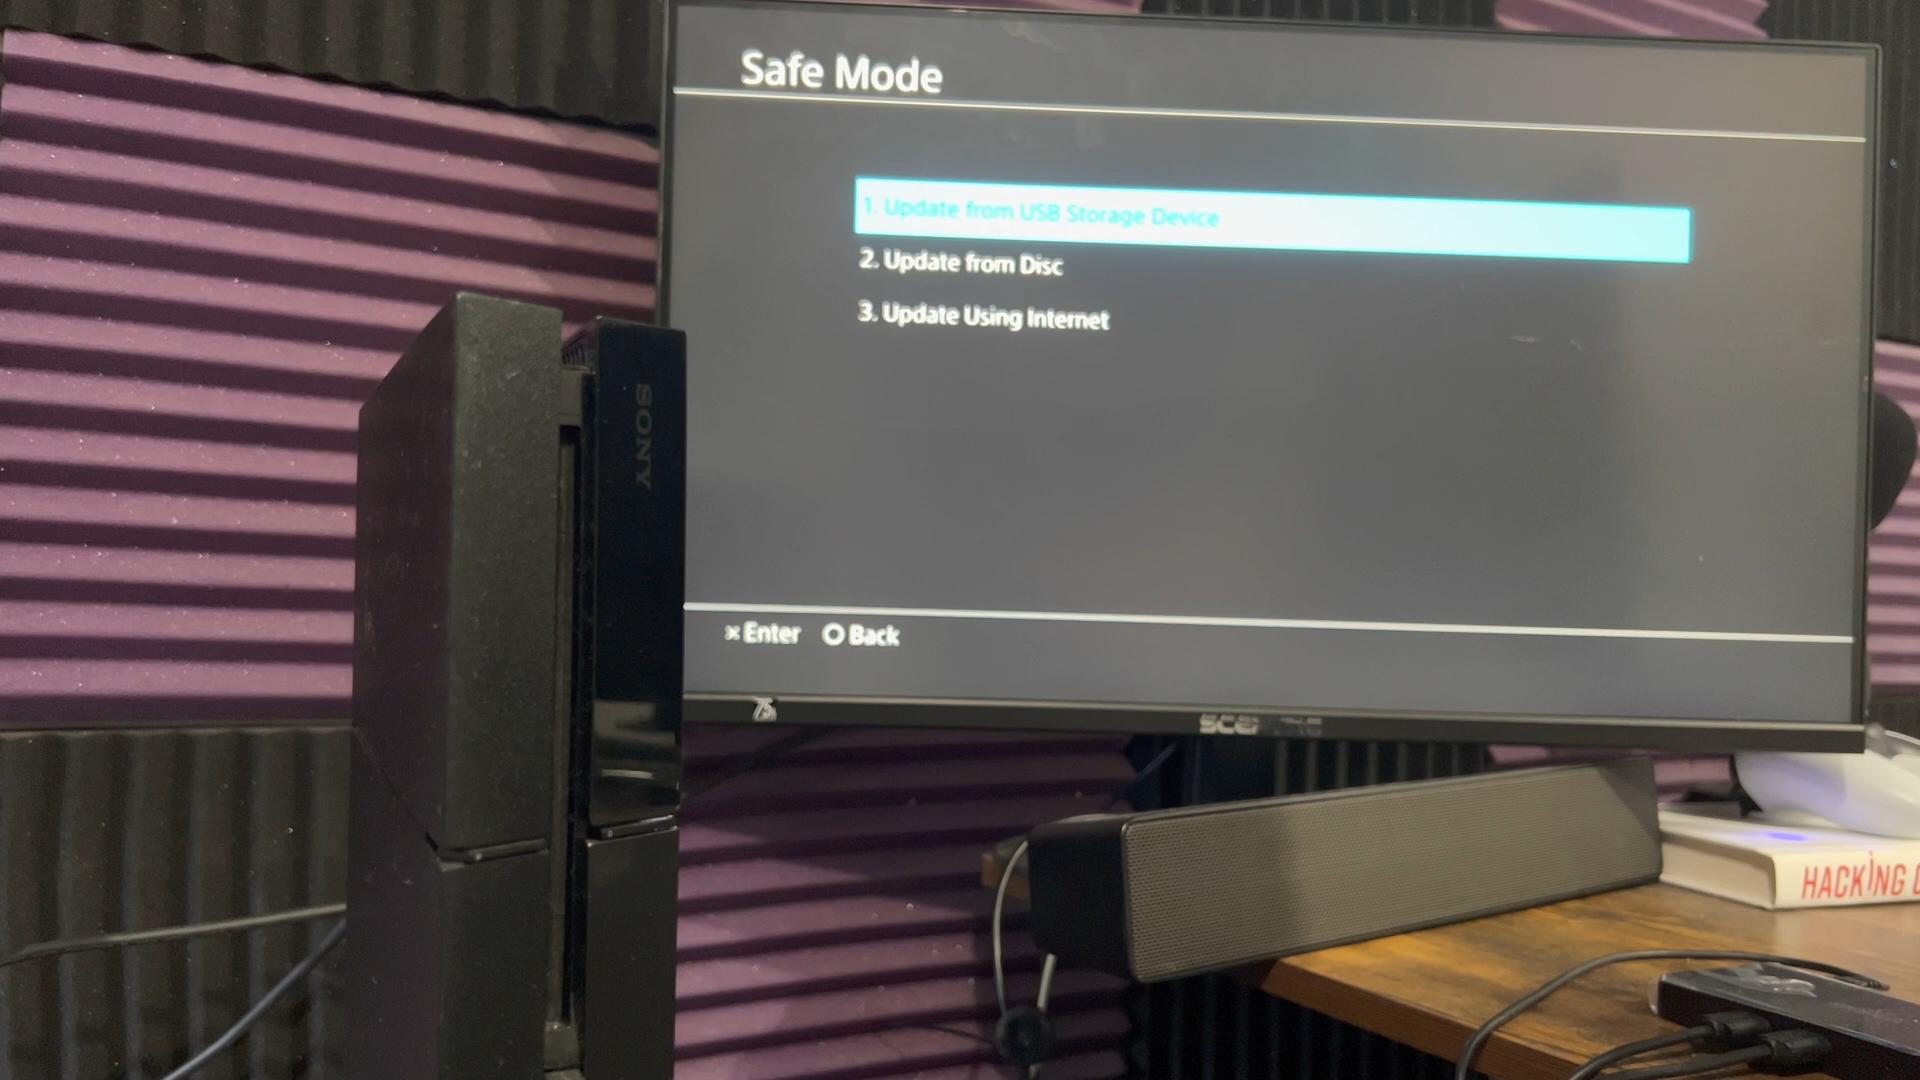 Safe Mode
1. Update from USB Storage Device
2. Update from Disc
3. Update Using Internet
Enter
Back
SONY
75
HACKING